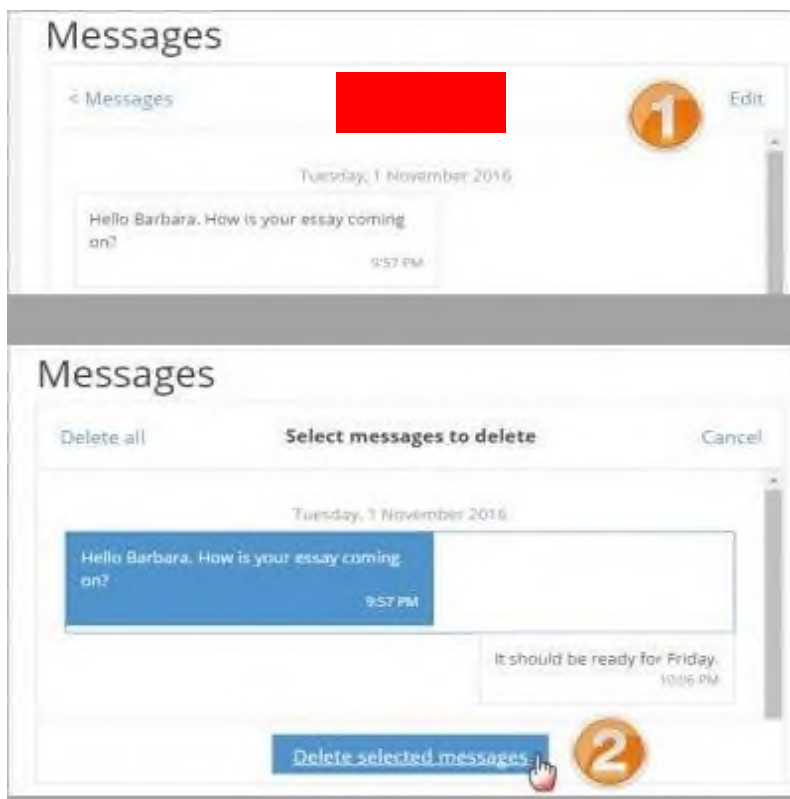 Messages
< Messages
1
Edit
Tuesday, 1 November 2016
Hello Barbara. How is your essay coming
on?
9:57 PM
Messages
Delete all
Select messages to delete
Cancel
Tuesday, 1 November 2016
Hello Barbara. How is your essay coming
on?
9:57 PM
It should be ready for Friday.
10:06 PM
Delete selected messages
2